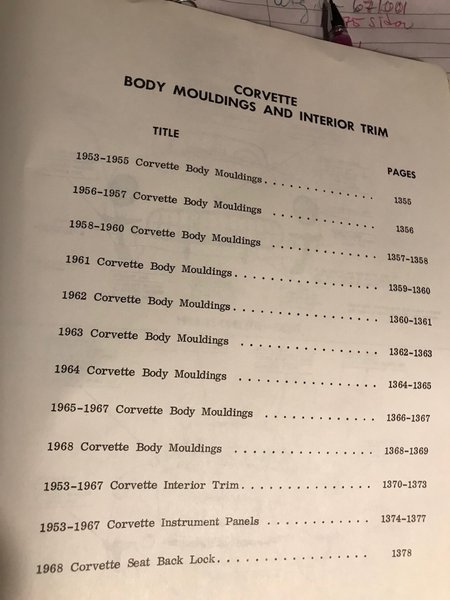 671001
75
CORVETTE
BODY MOULDINGS AND INTERIOR TRIM
TITLE PAGES
1953-1955 Corvette Body Mouldings . . . . . . . . . . . . . . 1355
1956-1957 Corvette Body Mouldings . . . . . . . . . . . . . 1356
1958-1960 Corvette Body Mouldings . . . . . . . . . . . . . 1357-1358
1961 Corvette Body Mouldings . . . . . . . . . . . . . . . . . 1359-1360
1962 Corvette Body Mouldings . . . . . . . . . . . . . . . . . 1360-1361
1963 Corvette Body Mouldings . . . . . . . . . . . . . . . . 1362-1363
1964 Corvette Body Mouldings . . . . . . . . . . . . . . . . 1364-1365
1965-1967 Corvette Body Mouldings . . . . . . . . . . . . . 1366-1367
1968 Corvette Body Mouldings . . . . . . . . . . . . . . . . 1368-1369
1953-1967 Corvette Interior Trim . . . . . . . . . . . . . . . 1370-1373
1953-1967 Corvette Instrument Panels . . . . . . . . . . . . 1374-1377
1968 Corvette Seat Back Lock . . . . . . . . . . . . . . . . . 1378